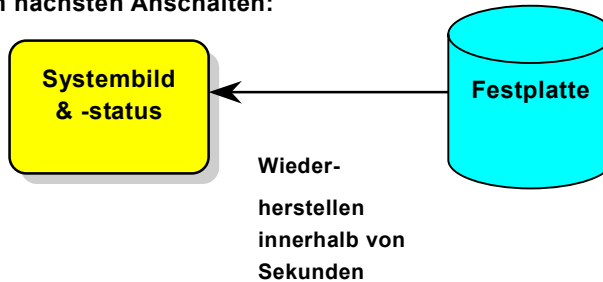 nächsten Anschalten:
Systembild
& -status
Festplatte
Wieder-
herstellen
innerhalb von
Sekunden